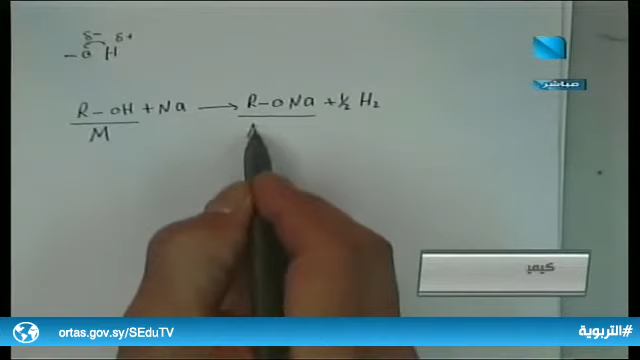 δ- δ+
-O H
R-OH + Na → R-ONa + ½ H₂
M
مباشر
كيمي
ortas.gov.sy/SEduTV
#التربوية